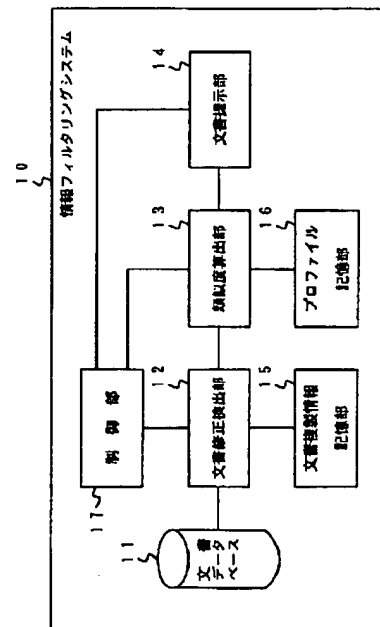 10
情報フィルタリングシステム
17
制御部
11
文書
データ
ベース
12
文書修正検出部
13
類似度算出部
14
文書提示部
15
文書複製情報
記憶部
16
プロファイル
記憶部